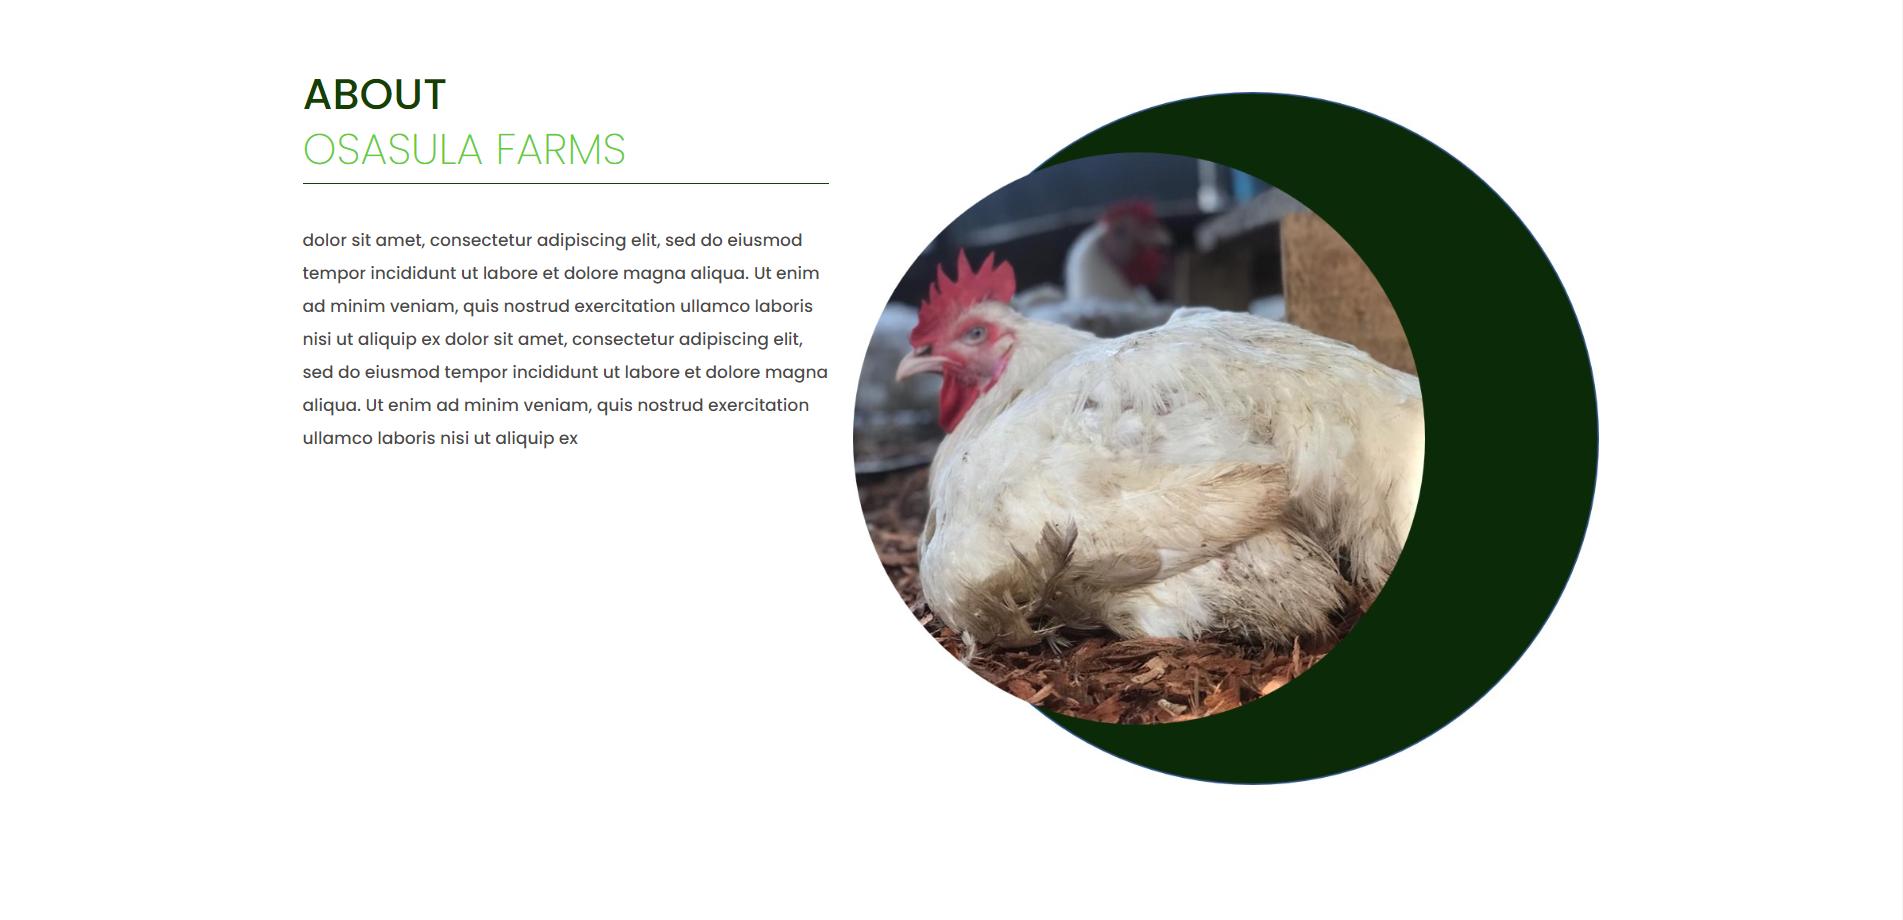 ABOUT
OSASULA FARMS
dolor sit amet, consectetur adipiscing elit, sed do eiusmod
tempor incididunt ut labore et dolore magna aliqua. Ut enim
ad minim veniam, quis nostrud exercitation ullamco laboris
nisi ut aliquip ex dolor sit amet, consectetur adipiscing elit,
sed do eiusmod tempor incididunt ut labore et dolore magna
aliqua. Ut enim ad minim veniam, quis nostrud exercitation
ullamco laboris nisi ut aliquip ex